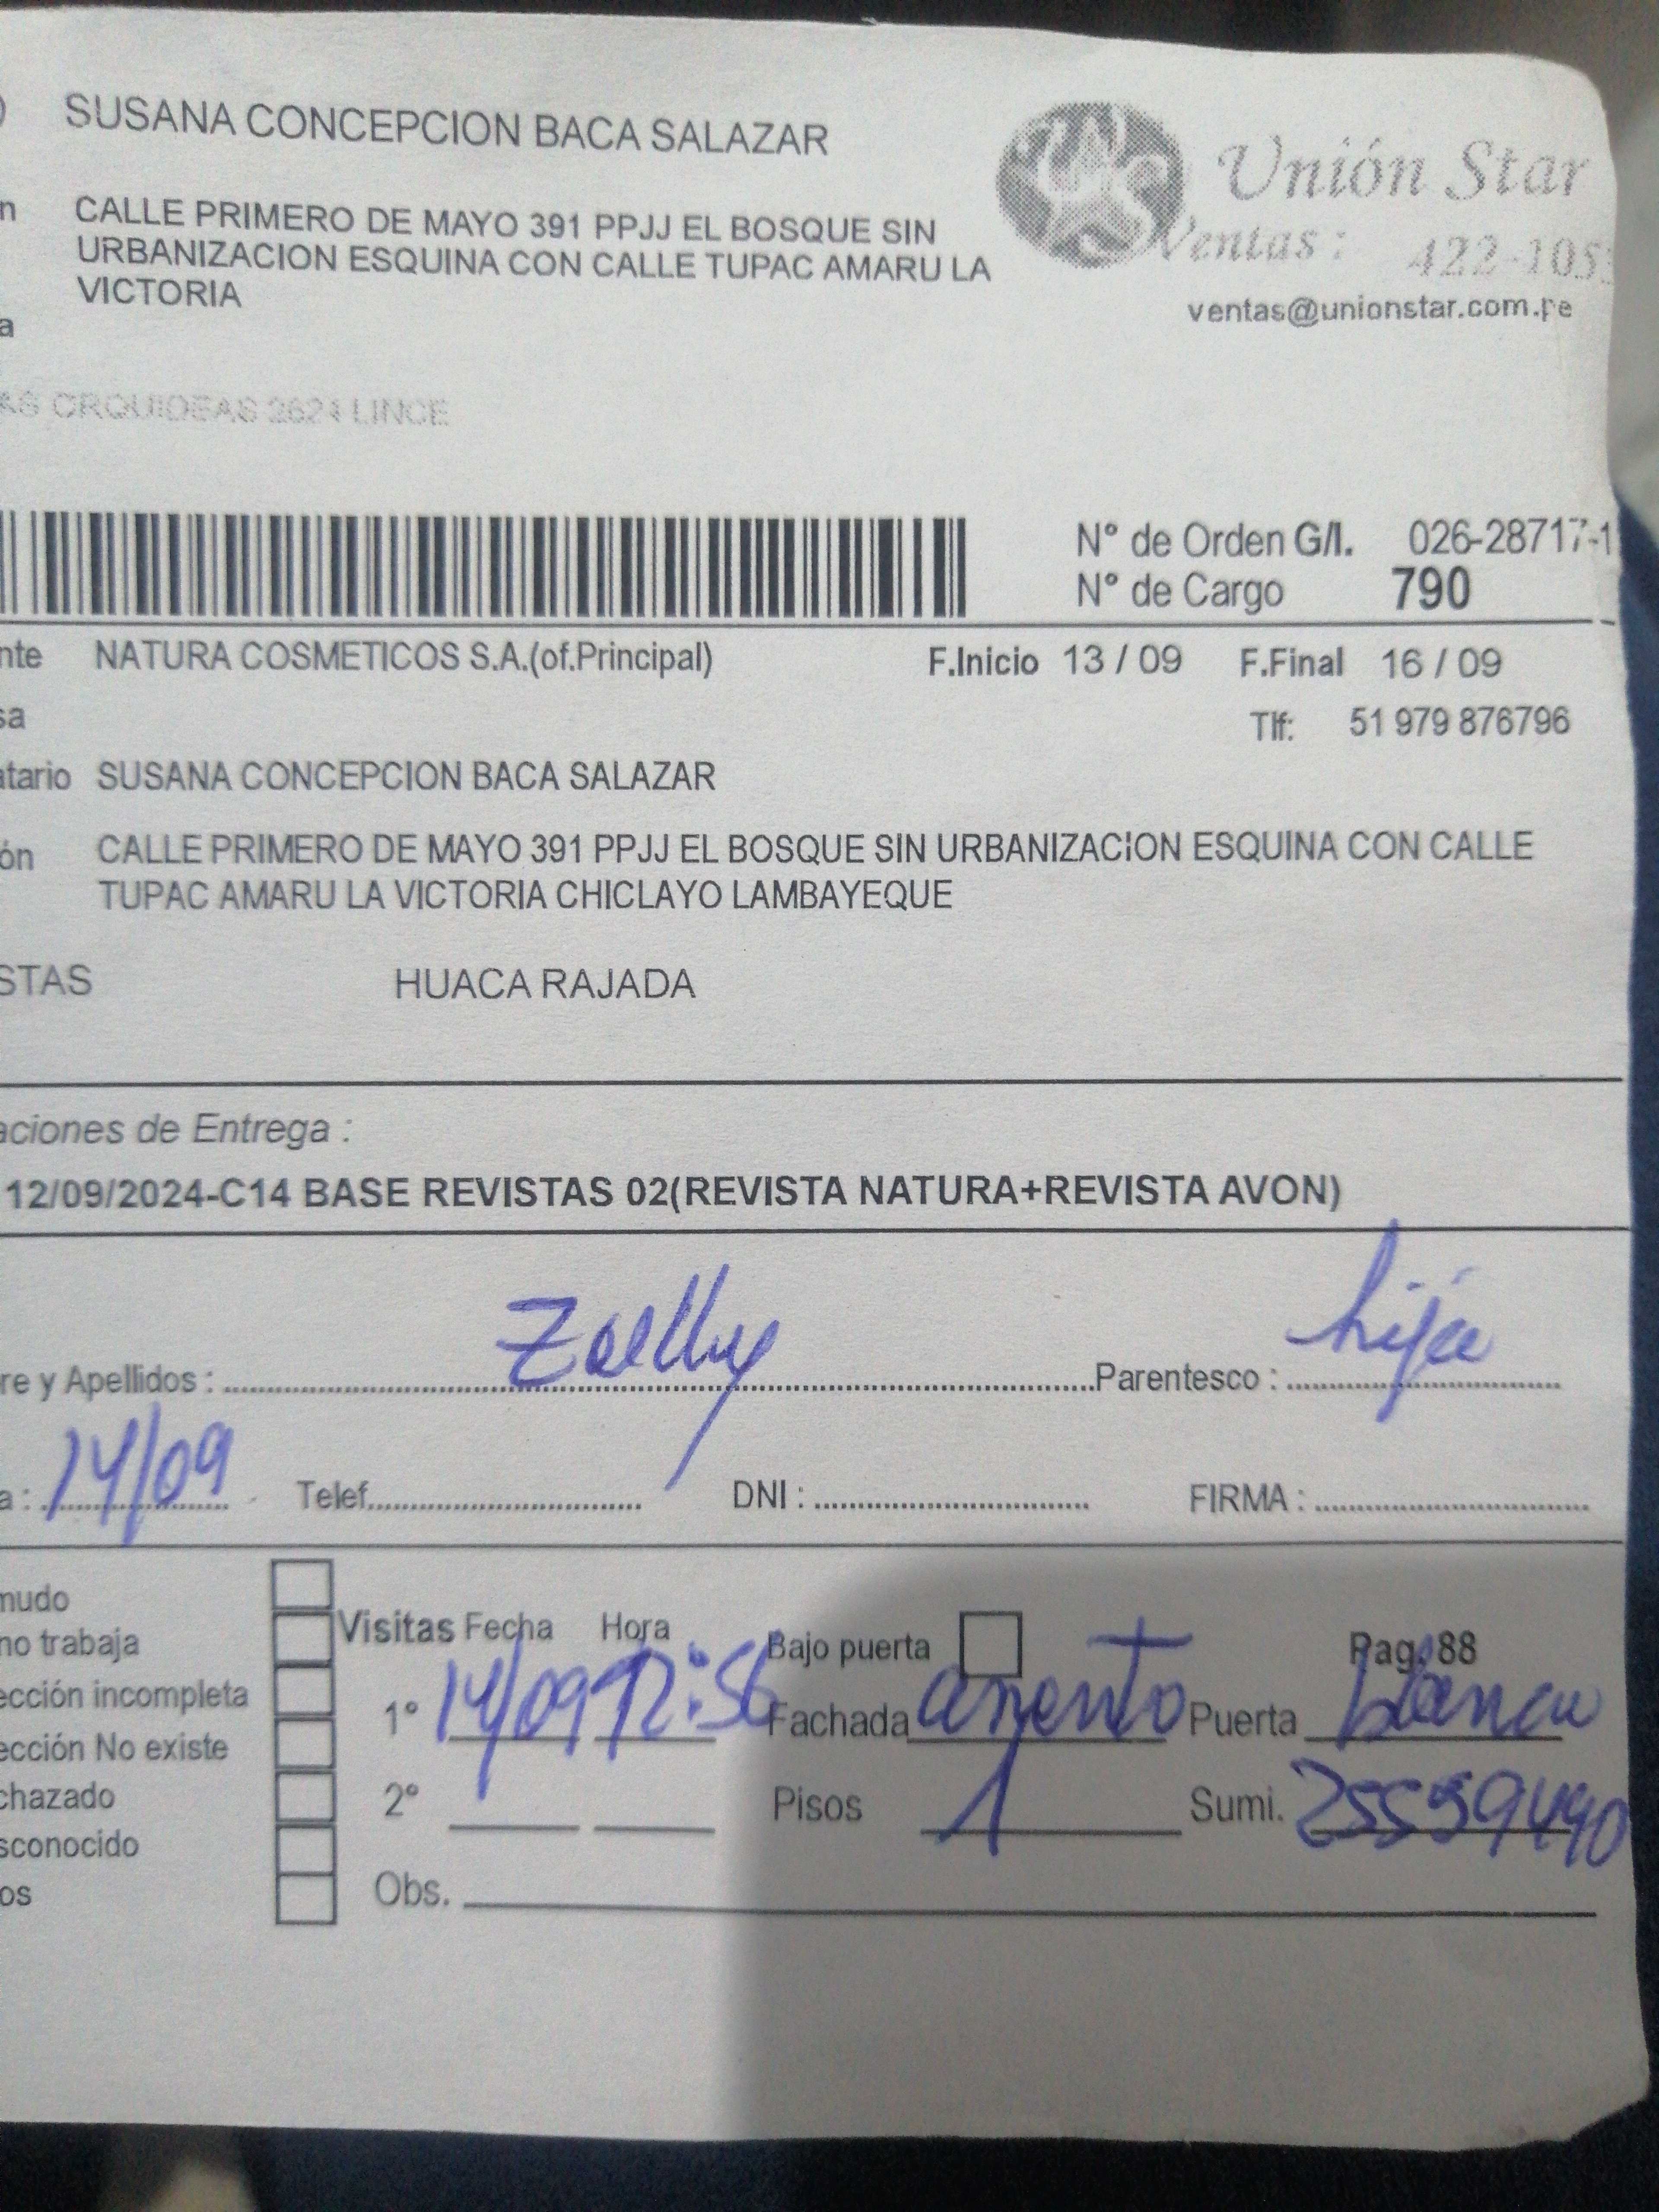 SUSANA CONCEPCION BACA SALAZAR
Unión Star
CALLE PRIMERO DE MAYO 391 PPJJ EL BOSQUE SIN
URBANIZACION ESQUINA CON CALLE TUPAC AMARU LA
VICTORIA
Ventas: 422-105
ventas@unionstar.com.pe
AS ORQUIDEAS 2624 LINCE
N° de Orden G/I. 026-28717-1
N° de Cargo 790
nte NATURA COSMETICOS S.A.(of.Principal) F.Inicio 13 / 09 F.Final 16 / 09
sa Tlf: 51 979 876796
atario SUSANA CONCEPCION BACA SALAZAR
ón CALLE PRIMERO DE MAYO 391 PPJJ EL BOSQUE SIN URBANIZACION ESQUINA CON CALLE
TUPAC AMARU LA VICTORIA CHICLAYO LAMBAYEQUE
STAS HUACA RAJADA
aciones de Entrega :
12/09/2024-C14 BASE REVISTAS 02(REVISTA NATURA+REVISTA AVON)
re y Apellidos : Zaelly Parentesco : hija
a : 14/09 Telef. DNI : FIRMA :
mudo
no trabaja
ección incompleta
ección No existe
chazado
sconocido
os
Visitas Fecha Hora
1° 14/09 12:56
2°
Obs.
Bajo puerta Pag. 88
Fachada Puerta blanca
Pisos 1 Sumi. 25559490